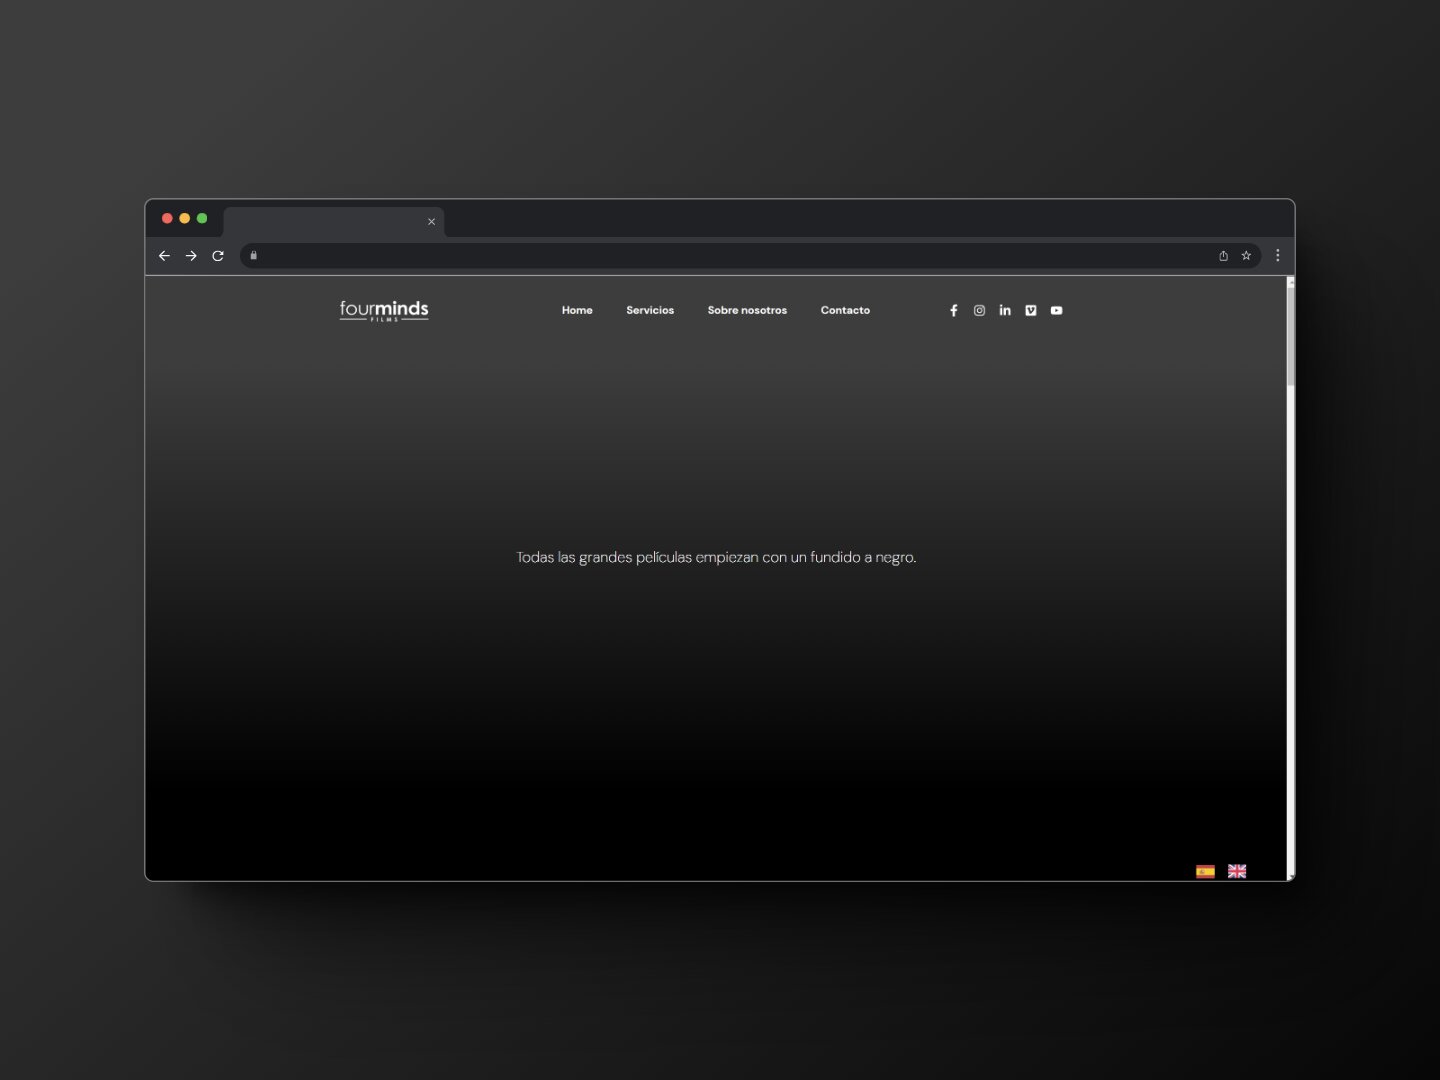 fourminds
FILMS
Home
Servicios
Sobre nosotros
Contacto
Todas las grandes películas empiezan con un fundido a negro.